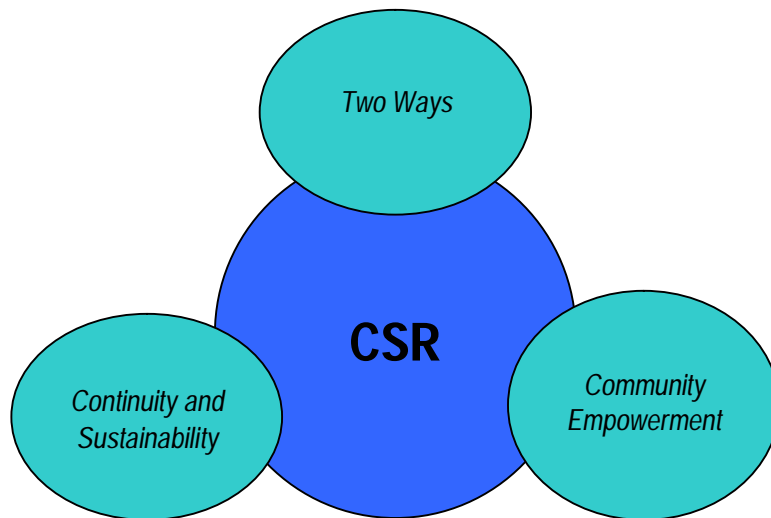 Two Ways
CSR
Continuity and
Sustainability
Community
Empowerment